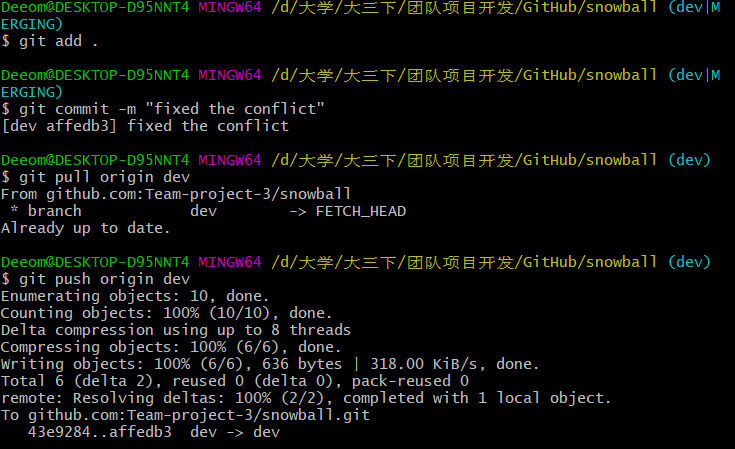 Deeom@DESKTOP-D95NNT4 MINGW64 /d/大学/大三下/团队项目开发/GitHub/snowball (dev|M
ERGING)
$ git add .
Deeom@DESKTOP-D95NNT4 MINGW64 /d/大学/大三下/团队项目开发/GitHub/snowball (dev|M
ERGING)
$ git commit -m "fixed the conflict"
[dev affedb3] fixed the conflict
Deeom@DESKTOP-D95NNT4 MINGW64 /d/大学/大三下/团队项目开发/GitHub/snowball (dev)
$ git pull origin dev
From github.com:Team-project-3/snowball
 * branch            dev        -> FETCH_HEAD
Already up to date.
Deeom@DESKTOP-D95NNT4 MINGW64 /d/大学/大三下/团队项目开发/GitHub/snowball (dev)
$ git push origin dev
Enumerating objects: 10, done.
Counting objects: 100% (10/10), done.
Delta compression using up to 8 threads
Compressing objects: 100% (6/6), done.
Writing objects: 100% (6/6), 636 bytes | 318.00 KiB/s, done.
Total 6 (delta 2), reused 0 (delta 0), pack-reused 0
remote: Resolving deltas: 100% (2/2), completed with 1 local object.
To github.com:Team-project-3/snowball.git
   43e9284..affedb3  dev -> dev